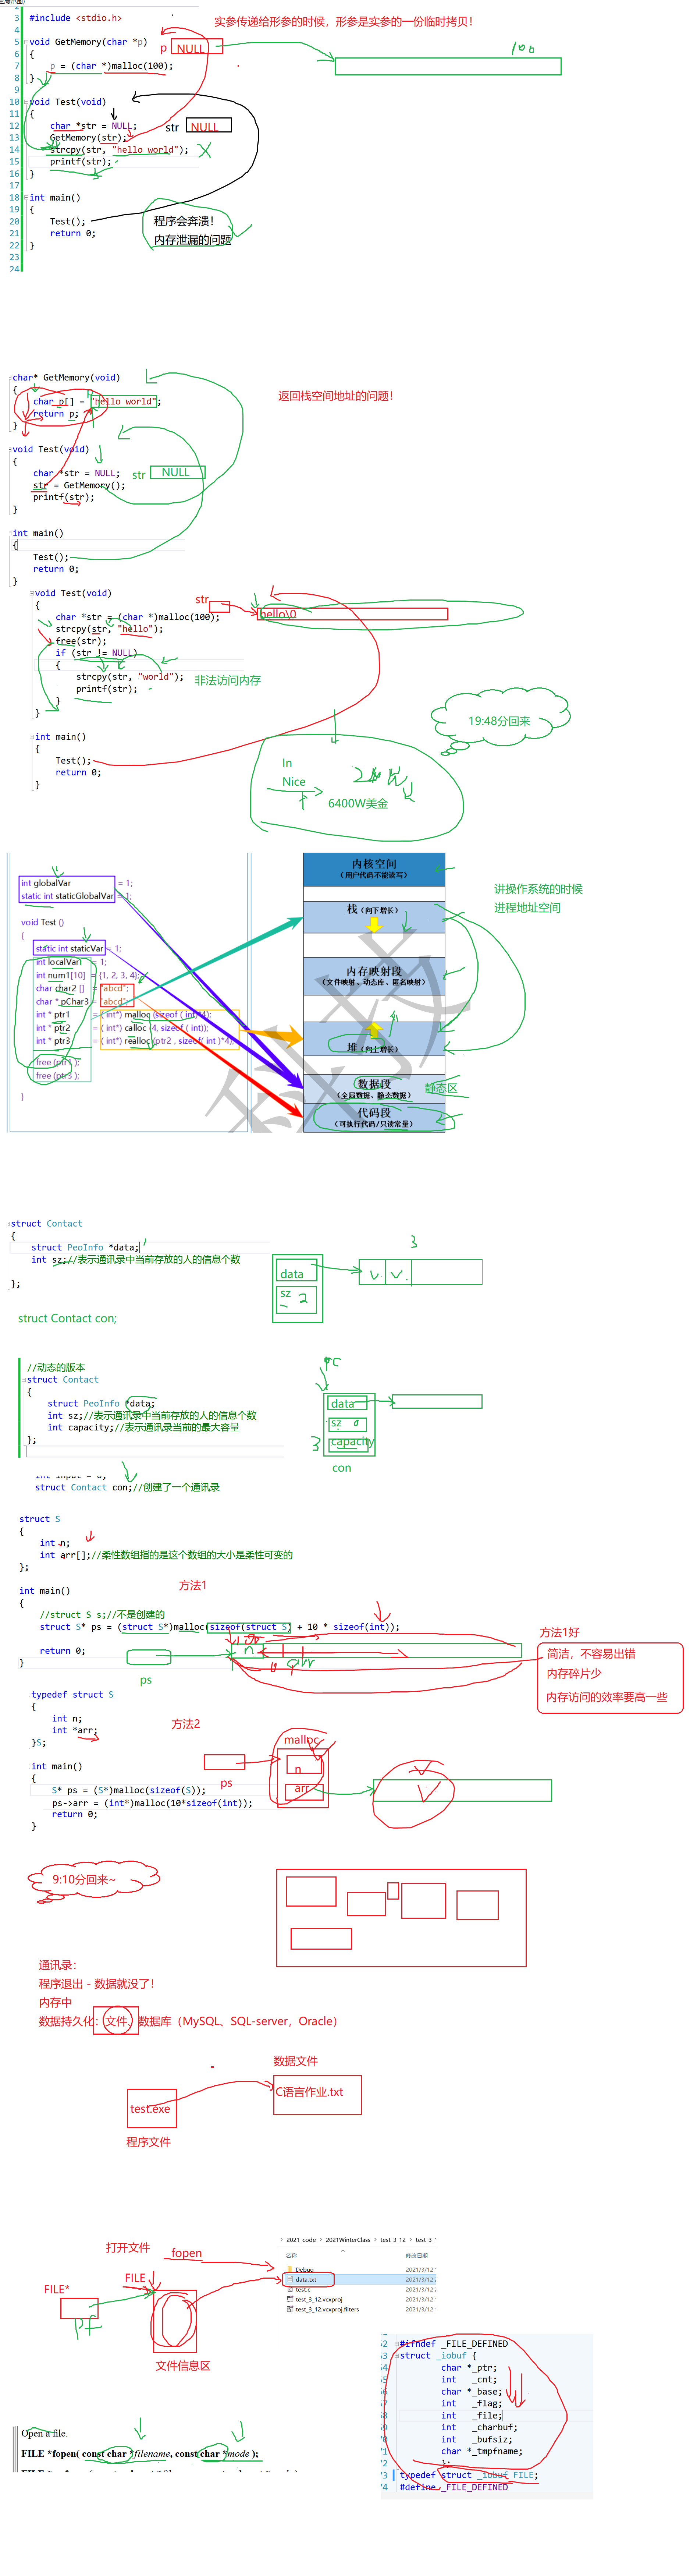 3 #include <stdio.h>
实参传递给形参的时候，形参是实参的一份临时拷贝！
4
5 void GetMemory(char *p)
p NULL
100
6 {
7 p = (char *)malloc(100);
8 }
9
10 void Test(void)
11 {
12 char *str = NULL;
str NULL
13 GetMemory(str);
14 strcpy(str, "hello world");
15 printf(str);
16 }
17
18 int main()
19 {
20 Test();
程序会奔溃！
21 return 0;
内存泄漏的问题
22 }
23
24
char* GetMemory(void)
{
char p[] = "hello world";
return p;
}
返回栈空间地址的问题！
void Test(void)
{
char *str = NULL;
str NULL
str = GetMemory();
printf(str);
}
int main()
{
Test();
return 0;
}
void Test(void)
str
{
char *str = (char *)malloc(100);
hello\0
strcpy(str, "hello");
free(str);
if (str != NULL)
{
strcpy(str, "world");
非法访问内存
printf(str);
}
}
19:48分回来
int main()
{
Test();
return 0;
}
In
Nice
6400W美金
int globalVar = 1;
static int staticGlobalVar = 1;
void Test ()
{
static int staticVar = 1;
int localVar = 1;
int num1[10] = {1, 2, 3, 4};
char char2 [] = "abcd";
char * pChar3 = "abcd";
int * ptr1 = ( int*) malloc (sizeof ( int)*4);
int * ptr2 = ( int*) calloc (4, sizeof ( int));
int * ptr3 = ( int*) realloc (ptr2 , sizeof( int )*4);
free (ptr1 );
free (ptr3 );
}
内核空间
（用户代码不能读写）
栈（向下增长）
内存映射段
（文件映射、动态库、匿名映射）
堆（向上增长）
数据段
（全局数据、静态数据）
代码段
（可执行代码/只读常量）
讲操作系统的时候
进程地址空间
静态区
科技
struct Contact
{
struct PeoInfo *data;
int sz;//表示通讯录中当前存放的人的信息个数
};
struct Contact con;
data
sz 2
3
//动态的版本
struct Contact
{
struct PeoInfo *data;
int sz;//表示通讯录中当前存放的人的信息个数
int capacity;//表示通讯录当前的最大容量
};
pc
data
sz 0
3 capacity
con
int input = 0;
struct Contact con;//创建了一个通讯录
struct S
{
int n;
int arr[];//柔性数组指的是这个数组的大小是柔性可变的
};
int main()
方法1
{
//struct S s;//不是创建的
struct S* ps = (struct S*)malloc(sizeof(struct S) + 10 * sizeof(int));
return 0;
}
ps
n
arr
方法1好
简洁，不容易出错
内存碎片少
内存访问的效率要高一些
typedef struct S
{
int n;
int *arr;
}S;
方法2
malloc
ps
n
arr
int main()
{
S* ps = (S*)malloc(sizeof(S));
ps->arr = (int*)malloc(10*sizeof(int));
return 0;
}
9:10分回来~
通讯录：
程序退出 - 数据就没了！
内存中
数据持久化：文件、数据库（MySQL、SQL-server，Oracle）
数据文件
C语言作业.txt
test.exe
程序文件
打开文件
fopen
FILE
FILE*
pf
文件信息区
2021_code > 2021WinterClass > test_3_12 > test_3_1
名称 修改日期
Debug 2021/3/12
data.txt 2021/3/12
test.c 2021/3/12
test_3_12.vcxproj 2021/3/12
test_3_12.vcxproj.filters 2021/3/12
52 #ifndef _FILE_DEFINED
53 struct _iobuf {
54 char *_ptr;
55 int _cnt;
56 char *_base;
57 int _flag;
58 int _file;
59 int _charbuf;
70 int _bufsiz;
71 char *_tmpfname;
72 };
73 typedef struct _iobuf FILE;
74 #define _FILE_DEFINED
Open a file.
FILE *fopen( const char *filename, const char *mode );